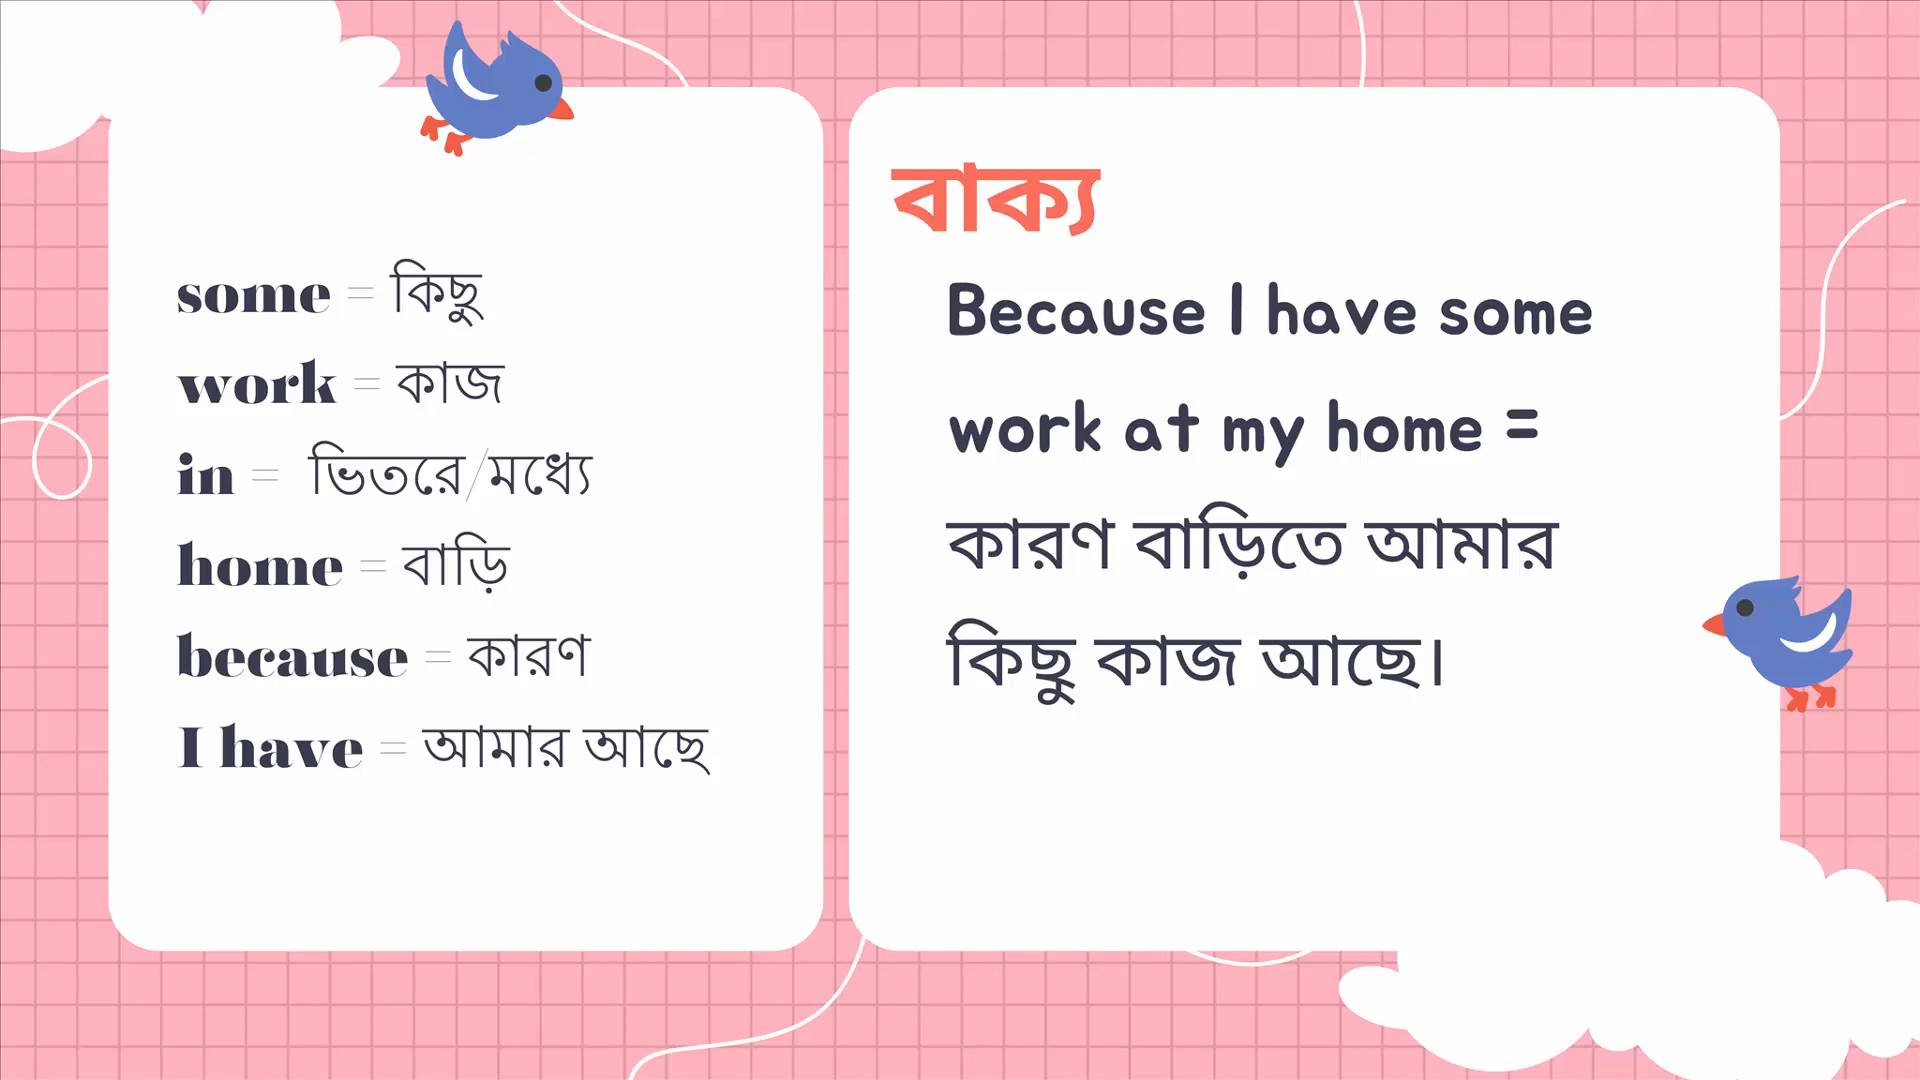 some = কিছু
work = কাজ
in = ভিতরে/মধ্যে
home = বাড়ি
because = কারণ
I have = আমার আছে
বাক্য
Because I have some
work at my home =
কারণ বাড়িতে আমার
কিছু কাজ আছে।